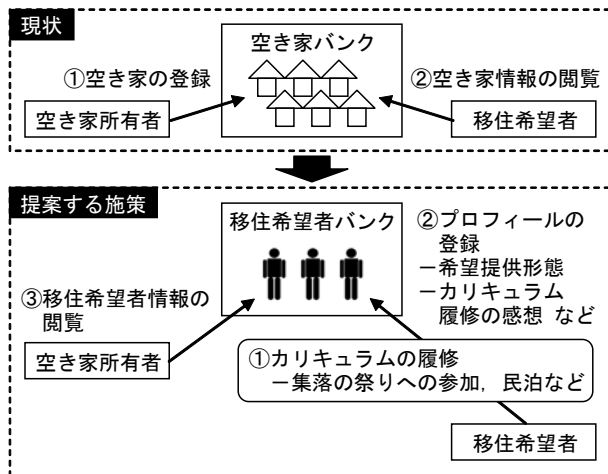 現状
空き家バンク
①空き家の登録
②空き家情報の閲覧
空き家所有者
移住希望者
提案する施策
移住希望者バンク
②プロフィールの
登録
－希望提供形態
－カリキュラム
履修の感想 など
③移住希望者情報の
閲覧
空き家所有者
①カリキュラムの履修
－集落の祭りへの参加，民泊など
移住希望者